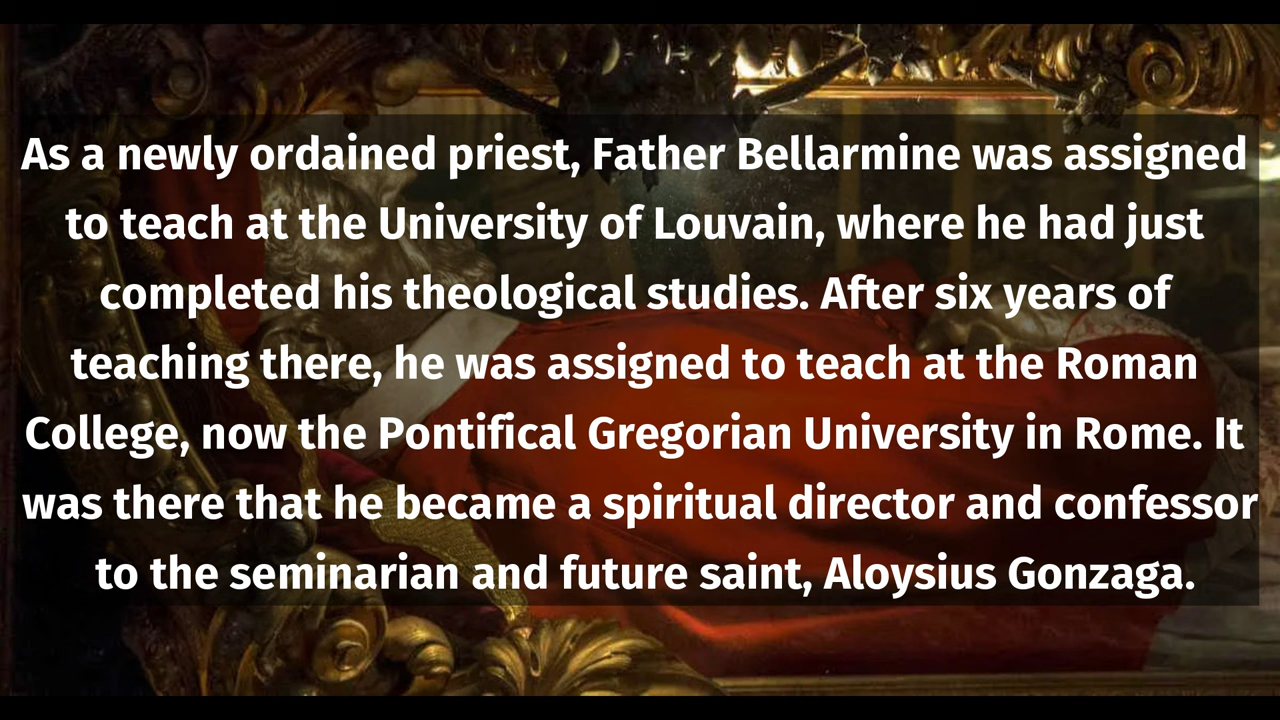 As a newly ordained priest, Father Bellarmine was assigned
to teach at the University of Louvain, where he had just
completed his theological studies. After six years of
teaching there, he was assigned to teach at the Roman
College, now the Pontifical Gregorian University in Rome. It
was there that he became a spiritual director and confessor
to the seminarian and future saint, Aloysius Gonzaga.